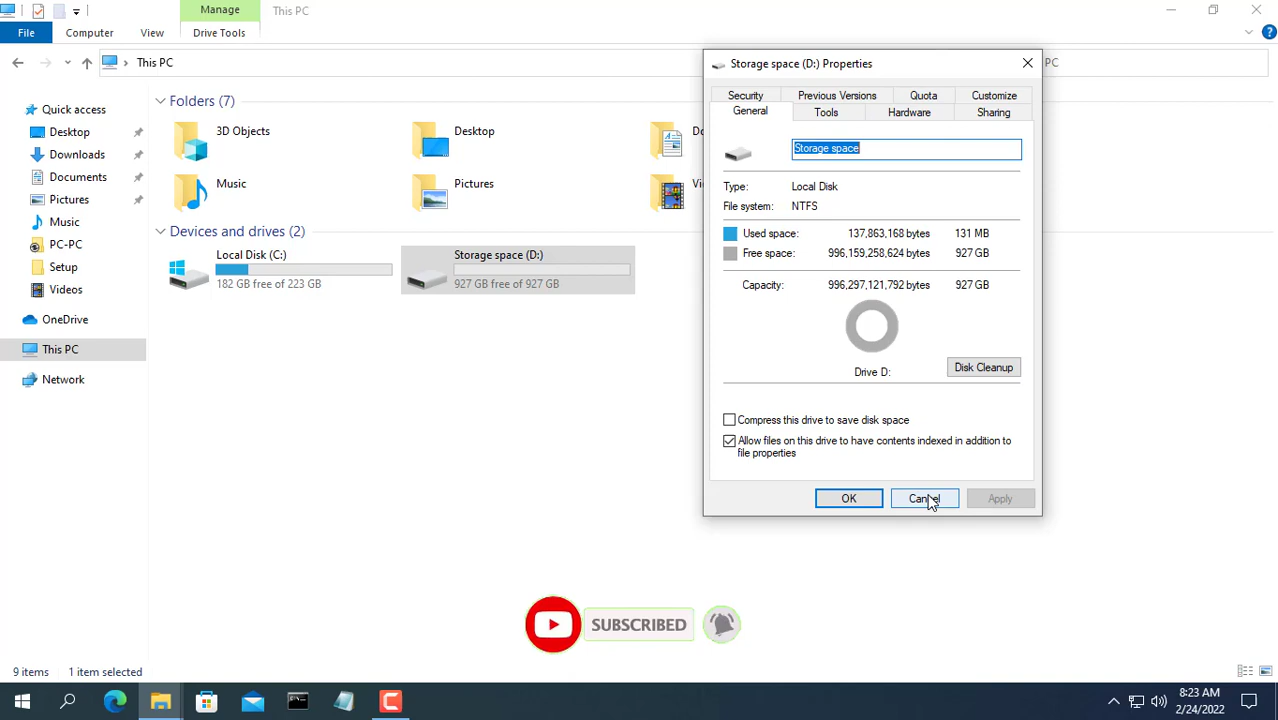 Manage
This PC
File
Computer
View
Drive Tools
This PC
PC
Quick access
Desktop
Downloads
Documents
Pictures
Music
PC-PC
Setup
Videos
OneDrive
This PC
Network
Folders (7)
3D Objects
Desktop
Music
Pictures
Devices and drives (2)
Local Disk (C:)
182 GB free of 223 GB
Storage space (D:)
927 GB free of 927 GB
Storage space (D:) Properties
Security
Previous Versions
Quota
Customize
General
Tools
Hardware
Sharing
Storage space
Type: Local Disk
File system: NTFS
Used space: 137,863,168 bytes 131 MB
Free space: 996,159,258,624 bytes 927 GB
Capacity: 996,297,121,792 bytes 927 GB
Drive D:
Disk Cleanup
Compress this drive to save disk space
Allow files on this drive to have contents indexed in addition to
file properties
OK
Cancel
Apply
SUBSCRIBED
9 items
1 item selected
8:23 AM
2/24/2022